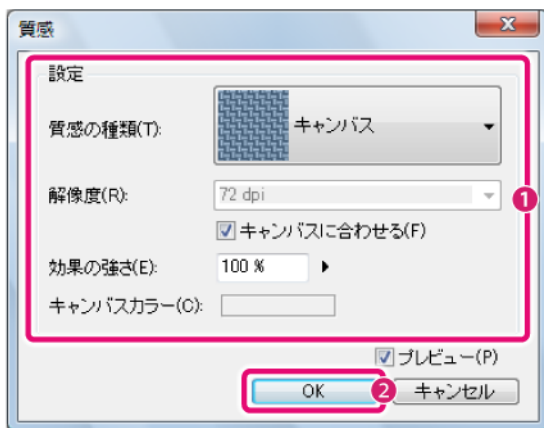 質感
設定
質感の種類(T): キャンバス
解像度(R): 72 dpi
キャンバスに合わせる(F)
1
効果の強さ(E): 100 %
キャンバスカラー(C):
プレビュー(P)
OK 2 キャンセル